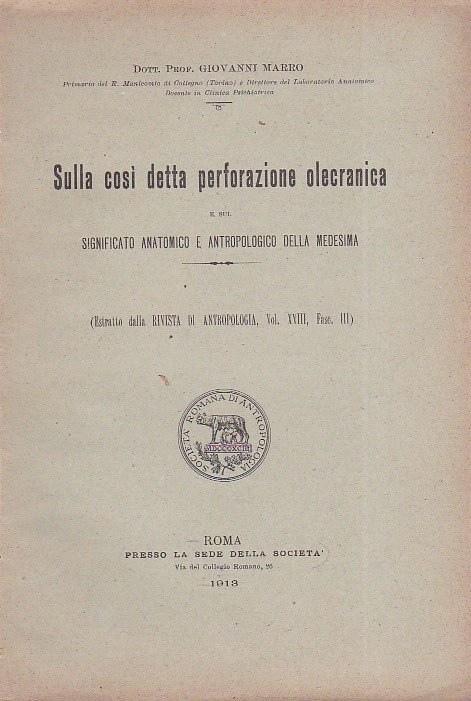 DOTT. PROF. GIOVANNI MARRO
Primario del R. Manicomio di Collegno (Torino) e Direttore del Laboratorio Anatomico
Docente in Clinica Psichiatrica
Sulla così detta perforazione olecranica
E SUL
SIGNIFICATO ANATOMICO E ANTROPOLOGICO DELLA MEDESIMA
(Estratto dalla RIVISTA DI ANTROPOLOGIA, Vol. XVIII, Fasc. III)
SOCIETÀ ROMANA DI ANTROPOLOGIA
MDCCCXCIII
ROMA
PRESSO LA SEDE DELLA SOCIETA'
Via del Collegio Romano, 26
1913